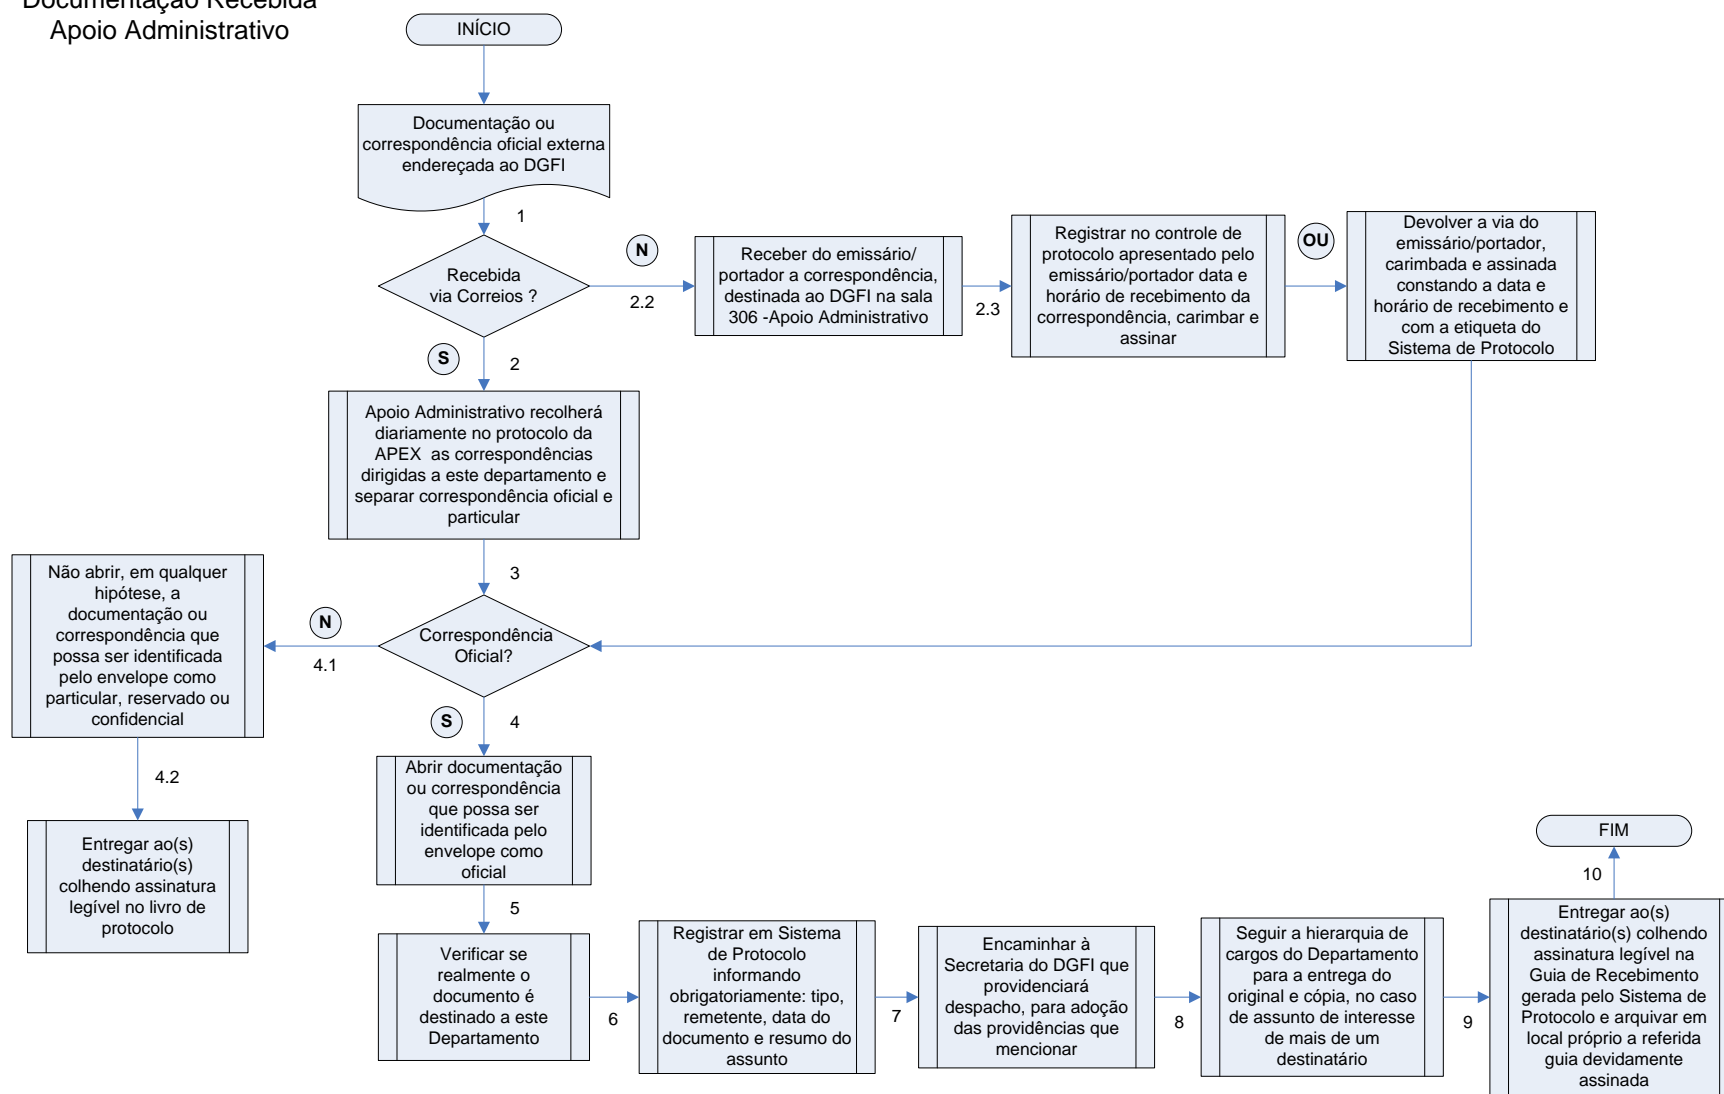 Documentação Recebida
Apoio Administrativo
INÍCIO
Documentação ou
correspondência oficial externa
endereçada ao DGFI
1
Recebida
via Correios ?
N
2.2
Receber do emissário/
portador a correspondência,
destinada ao DGFI na sala
306 -Apoio Administrativo
2.3
Registrar no controle de
protocolo apresentado pelo
emissário/portador data e
horário de recebimento da
correspondência, carimbar e
assinar
OU
Devolver a via do
emissário/portador,
carimbada e assinada
constando a data e
horário de recebimento e
com a etiqueta do
Sistema de Protocolo
S
2
Apoio Administrativo recolherá
diariamente no protocolo da
APEX as correspondências
dirigidas a este departamento e
separar correspondência oficial e
particular
3
Correspondência
Oficial?
N
4.1
Não abrir, em qualquer
hipótese, a
documentação ou
correspondência que
possa ser identificada
pelo envelope como
particular, reservado ou
confidencial
4.2
Entregar ao(s)
destinatário(s)
colhendo assinatura
legível no livro de
protocolo
S
4
Abrir documentação
ou correspondência
que possa ser
identificada pelo
envelope como
oficial
5
Verificar se
realmente o
documento é
destinado a este
Departamento
6
Registrar em Sistema
de Protocolo
informando
obrigatoriamente: tipo,
remetente, data do
documento e resumo do
assunto
7
Encaminhar à
Secretaria do DGFI que
providenciará
despacho, para adoção
das providências que
mencionar
8
Seguir a hierarquia de
cargos do Departamento
para a entrega do
original e cópia, no caso
de assunto de interesse
de mais de um
destinatário
9
Entregar ao(s)
destinatário(s) colhendo
assinatura legível na
Guia de Recebimento
gerada pelo Sistema de
Protocolo e arquivar em
local próprio a referida
guia devidamente
assinada
10
FIM